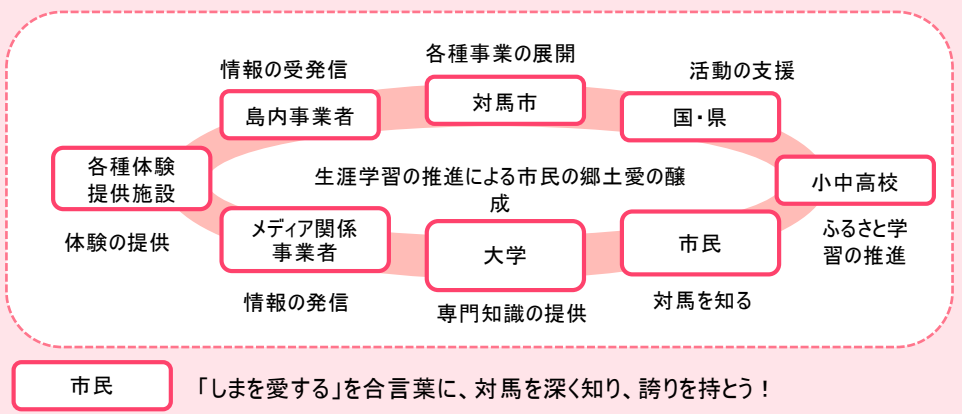 各種事業の展開
情報の受発信
活動の支援
対馬市
島内事業者
国・県
各種体験
提供施設
生涯学習の推進による市民の郷土愛の醸
成
小中高校
メディア関係
事業者
大学
市民
体験の提供
ふるさと学
習の推進
情報の発信
専門知識の提供
対馬を知る
市民
「しまを愛する」を合言葉に、対馬を深く知り、誇りを持とう！